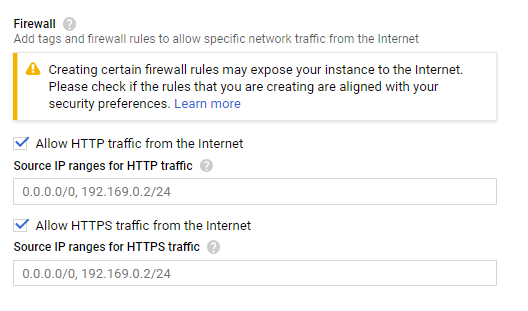 Firewall ?
Add tags and firewall rules to allow specific network traffic from the Internet
Creating certain firewall rules may expose your instance to the Internet.
Please check if the rules that you are creating are aligned with your
security preferences. Learn more
Allow HTTP traffic from the Internet
Source IP ranges for HTTP traffic ?
0.0.0.0/0, 192.169.0.2/24
Allow HTTPS traffic from the Internet
Source IP ranges for HTTPS traffic ?
0.0.0.0/0, 192.169.0.2/24